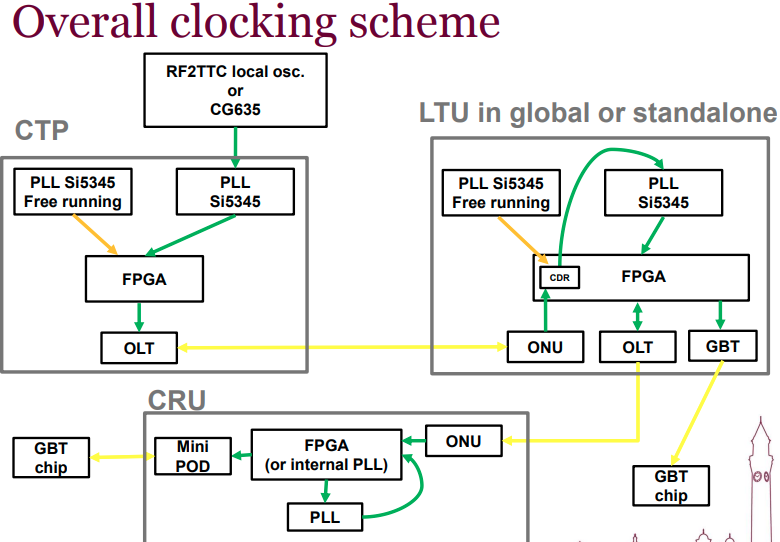 Overall clocking scheme
RF2TTC local osc.
or
CG635
CTP
PLL Si5345
Free running
PLL
Si5345
FPGA
OLT
LTU in global or standalone
PLL Si5345
Free running
PLL
Si5345
CDR
FPGA
ONU
OLT
GBT
CRU
GBT
chip
Mini
POD
FPGA
(or internal PLL)
ONU
PLL
GBT
chip